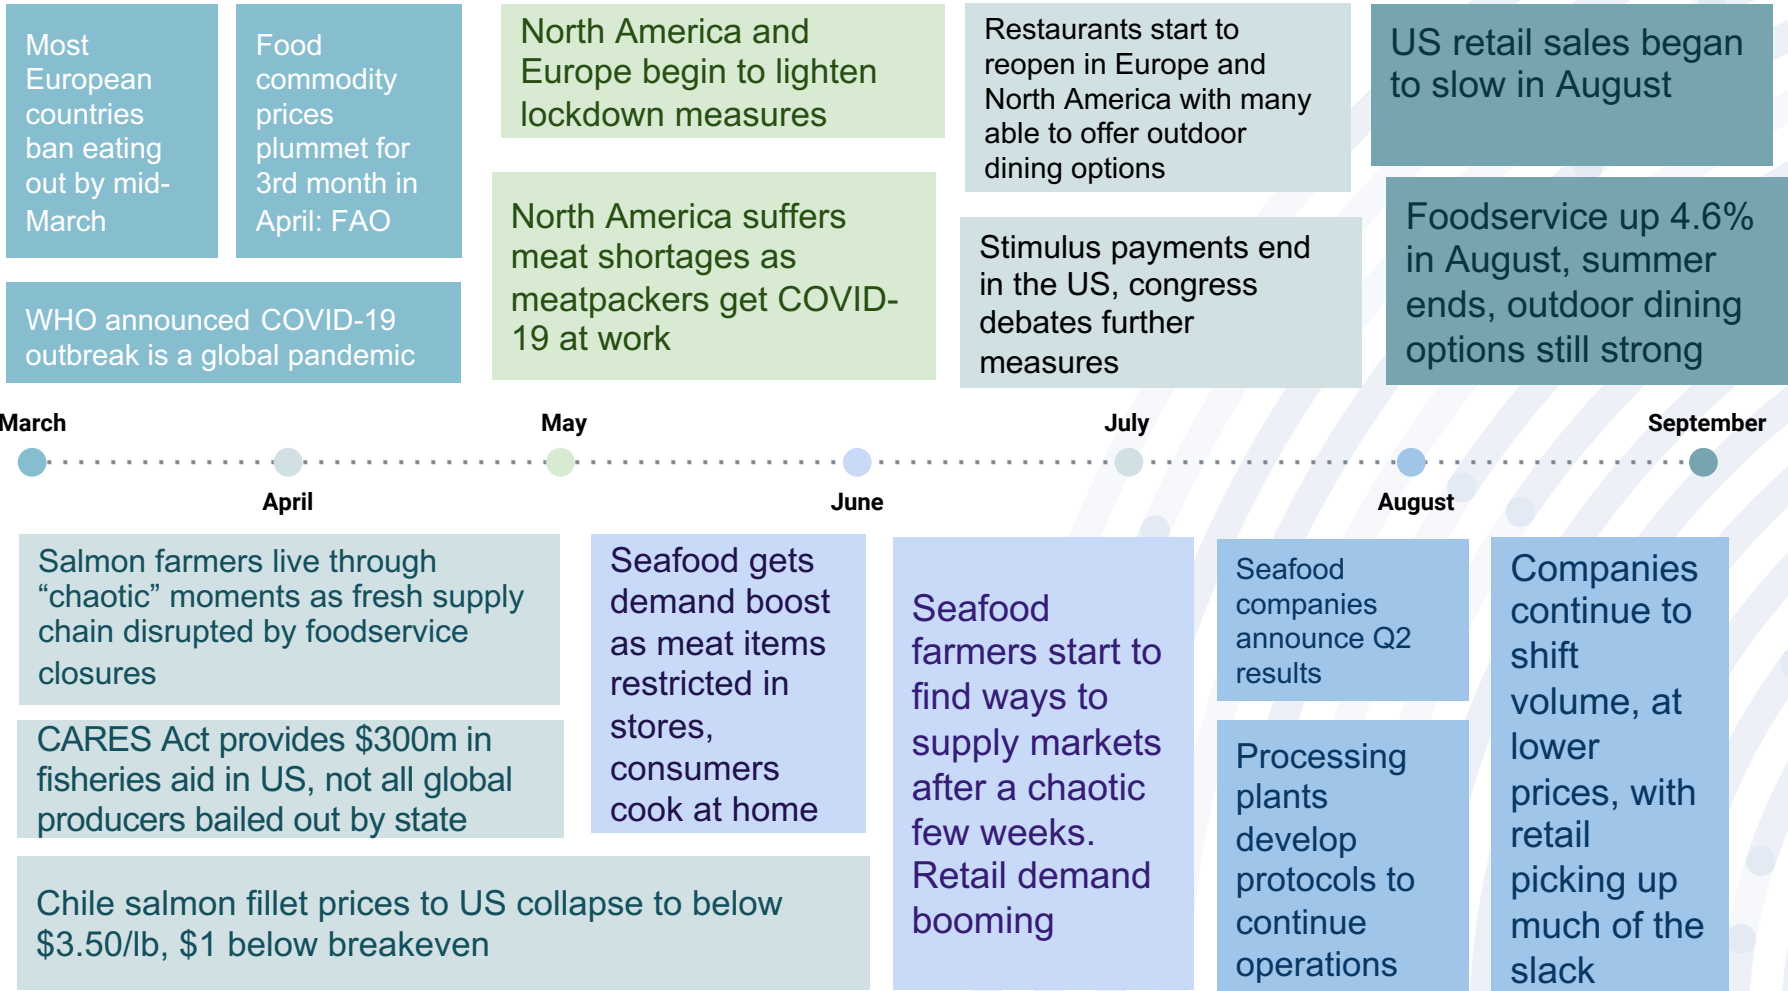 Most
European
countries
ban eating
out by mid-
March
Food
commodity
prices
plummet for
3rd month in
April: FAO
WHO announced COVID-19
outbreak is a global pandemic
North America and
Europe begin to lighten
lockdown measures
North America suffers
meat shortages as
meatpackers get COVID-
19 at work
Restaurants start to
reopen in Europe and
North America with many
able to offer outdoor
dining options
Stimulus payments end
in the US, congress
debates further
measures
US retail sales began
to slow in August
Foodservice up 4.6%
in August, summer
ends, outdoor dining
options still strong
March
May
July
September
April
June
August
Salmon farmers live through
“chaotic” moments as fresh supply
chain disrupted by foodservice
closures
CARES Act provides $300m in
fisheries aid in US, not all global
producers bailed out by state
Chile salmon fillet prices to US collapse to below
$3.50/lb, $1 below breakeven
Seafood gets
demand boost
as meat items
restricted in
stores,
consumers
cook at home
Seafood
farmers start to
find ways to
supply markets
after a chaotic
few weeks.
Retail demand
booming
Seafood
companies
announce Q2
results
Processing
plants
develop
protocols to
continue
operations
Companies
continue to
shift
volume, at
lower
prices, with
retail
picking up
much of the
slack